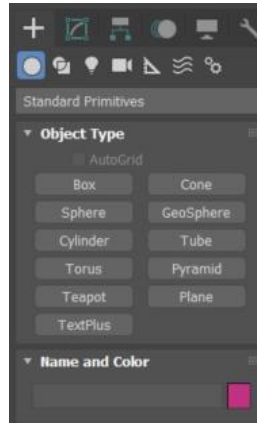 Standard Primitives
Object Type
AutoGrid
Box Cone
Sphere GeoSphere
Cylinder Tube
Torus Pyramid
Teapot Plane
TextPlus
Name and Color